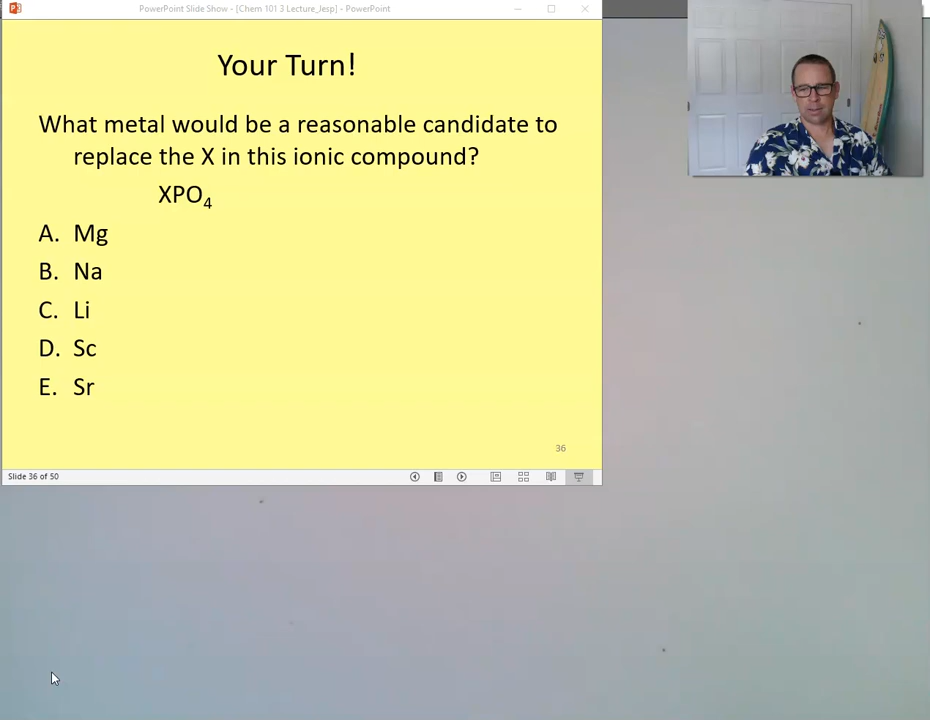 PowerPoint Slide Show - [Chem 101 3 Lecture_Jesp] - PowerPoint
Your Turn!
What metal would be a reasonable candidate to
replace the X in this ionic compound?
XPO₄
A. Mg
B. Na
C. Li
D. Sc
E. Sr
36
Slide 36 of 50